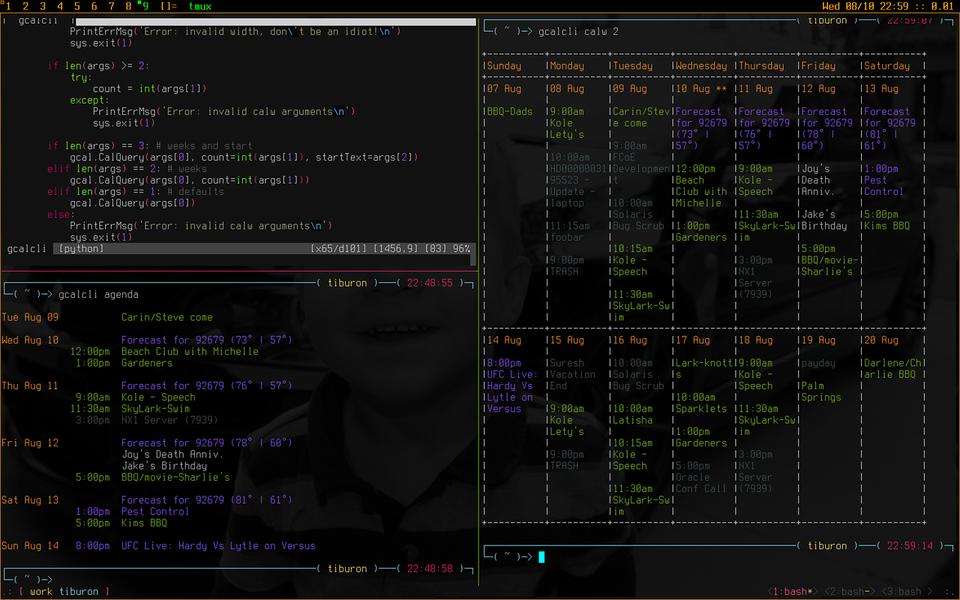 1 2 3 4 5 6 7 8 9 []= tmux
Wed 08/10 22:59 :: 0.01
gcalcli
PrintErrMsg('Error: invalid width, don\'t be an idiot!\n')
sys.exit(1)
if len(args) >= 2:
try:
count = int(args[1])
except:
PrintErrMsg('Error: invalid calw arguments\n')
sys.exit(1)
if len(args) == 3: # weeks and start
gcal.CalQuery(args[0], count=int(args[1]), startText=args[2])
elif len(args) == 2: # weeks
gcal.CalQuery(args[0], count=int(args[1]))
elif len(args) == 1: # defaults
gcal.CalQuery(args[0])
else:
PrintErrMsg('Error: invalid calw arguments\n')
sys.exit(1)
gcalcli [python] [x65/d101] [1456,9] [83] 96%
( tiburon )──( 22:48:55 )
─( ~ )─> gcalcli agenda
Tue Aug 09 Carin/Steve come
Wed Aug 10 Forecast for 92679 (73° | 57°)
12:00pm Beach Club with Michelle
1:00pm Gardeners
Thu Aug 11 Forecast for 92679 (76° | 57°)
9:00am Kole - Speech
11:30am SkyLark-Swim
3:00pm NX1 Server (7939)
Fri Aug 12 Forecast for 92679 (78° | 60°)
Joy's Death Anniv.
Jake's Birthday
5:00pm BBQ/movie-Sharlie's
Sat Aug 13 Forecast for 92679 (81° | 61°)
1:00pm Pest Control
5:00pm Kims BBQ
Sun Aug 14 8:00pm UFC Live: Hardy Vs Lytle on Versus
( tiburon )──( 22:48:58 )
─( ~ )─>
( tiburon )──( 22:59:07 )
─( ~ )─> gcalcli calw 2
Sunday Monday Tuesday Wednesday Thursday Friday Saturday
07 Aug 08 Aug 09 Aug 10 Aug ** 11 Aug 12 Aug 13 Aug
BBQ-Dads 9:00am Carin/Stev Forecast Forecast Forecast Forecast
Kole e come for 92679 for 92679 for 92679 for 92679
Lety's (73° | (76° | (78° | (81° |
9:00am 57°) 57°) 60°) 61°)
10:00am FCoE
HD00000031 Developmen 12:00pm 9:00am Joy's 1:00pm
95523 - t Beach Kole - Death Pest
Update - Club with Speech Anniv. Control
laptop 10:00am Michelle
Solaris 11:30am Jake's 5:00pm
11:15am Bug Scrub 1:00pm SkyLark-Sw Birthday Kims BBQ
foobar Gardeners im
10:15am 5:00pm
9:00pm Kole - 3:00pm BBQ/movie-
TRASH Speech NX1 Sharlie's
Server
11:30am (7939)
SkyLark-Sw
im
14 Aug 15 Aug 16 Aug 17 Aug 18 Aug 19 Aug 20 Aug
8:00pm Suresh 10:00am Lark-knott 9:00am payday Darlene/Ch
UFC Live: Vacation Solaris s Kole - arlie BBQ
Hardy Vs End Bug Scrub Speech Palm
Lytle on 10:00am Springs
Versus 9:00am 10:00am Sparklets 11:30am
Kole Latisha SkyLark-Sw
Lety's 1:00pm im
10:15am Gardeners
9:00pm Kole - 3:00pm
TRASH Speech 5:00pm NX1
Oracle Server
11:30am Conf Call (7939)
SkyLark-Sw
im
( tiburon )──( 22:59:14 )
─( ~ )─>
.: [ work tiburon ] <1:bash*> <2:bash-> <3:bash > :.